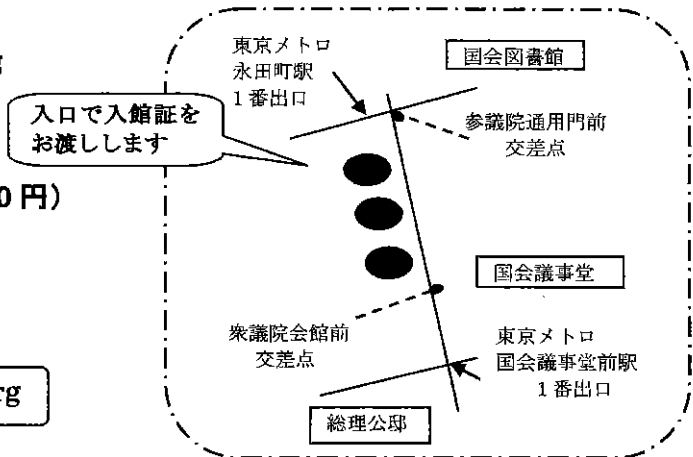 東京メトロ
永田町駅
1番出口
国会図書館
入口で入館証を
お渡しします
参議院通用門前
交差点
0円）
国会議事堂
衆議院会館前
交差点
東京メトロ
国会議事堂前駅
1番出口
rg
総理公邸